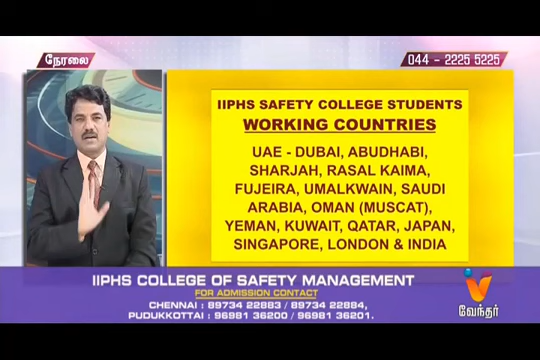 நேரலை
044 - 2225 5225
IIPHS SAFETY COLLEGE STUDENTS
WORKING COUNTRIES
UAE - DUBAI, ABUDHABI,
SHARJAH, RASAL KAIMA,
FUJEIRA, UMALKWAIN, SAUDI
ARABIA, OMAN (MUSCAT),
YEMEN, KUWAIT, QATAR, JAPAN,
SINGAPORE, LONDON & INDIA
IIPHS COLLEGE OF SAFETY MANAGEMENT
FOR ADMISSION CONTACT
CHENNAI : 89734 22883 / 89734 22884,
PUDUKKOTTAI : 96981 36200 / 96981 36201.
வேந்தர்